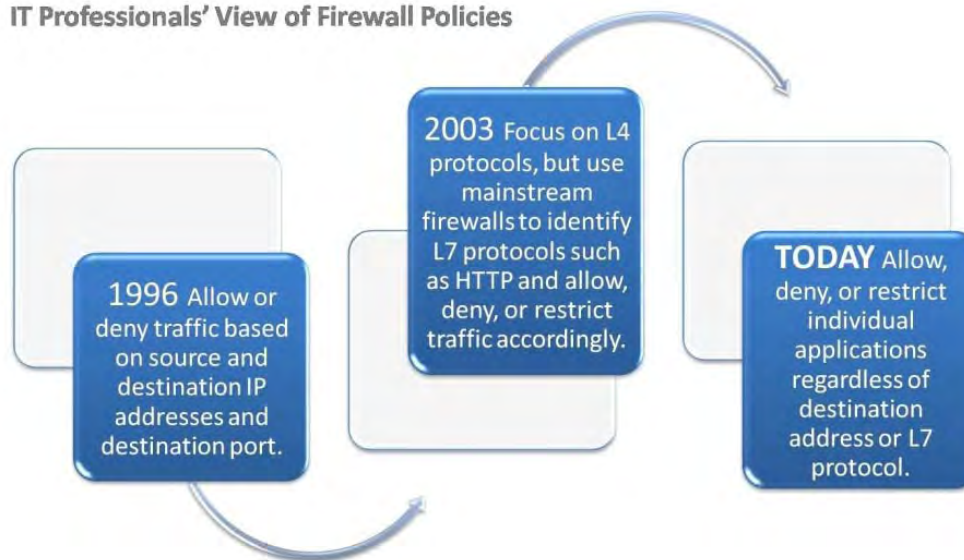 IT Professionals’ View of Firewall Policies
1996 Allow or
deny traffic based
on source and
destination IP
addresses and
destination port.
2003 Focus on L4
protocols, but use
mainstream
firewalls to identify
L7 protocols such
as HTTP and allow,
deny, or restrict
traffic accordingly.
TODAY Allow,
deny, or restrict
individual
applications
regardless of
destination
address or L7
protocol.